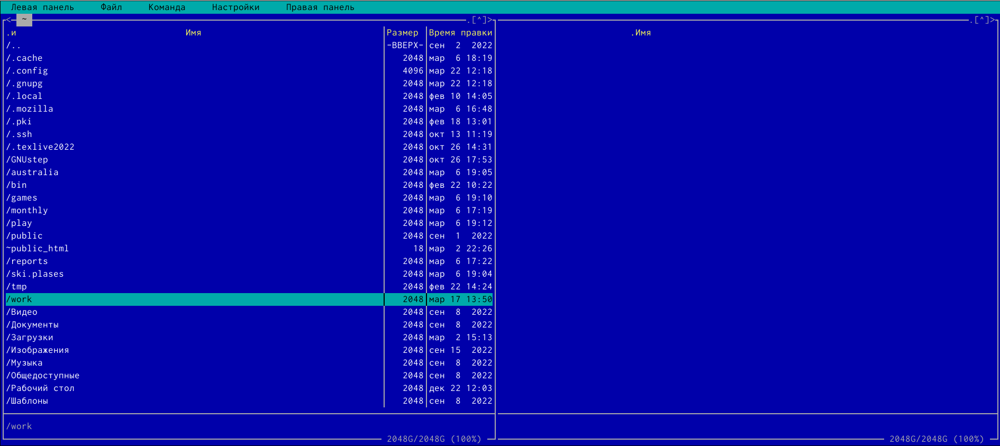 Левая панель Файл Команда Настройки Правая панель
<─ ~ .[^]> .[^]>
.и Имя Размер Время правки .Имя
/.. -ВВЕРХ- сен 2 2022
/.cache 2048 мар 6 18:19
/.config 4096 мар 22 12:18
/.gnupg 2048 мар 22 12:18
/.local 2048 фев 10 14:05
/.mozilla 2048 мар 6 16:48
/.pki 2048 фев 18 13:01
/.ssh 2048 окт 13 11:19
/.texlive2022 2048 окт 26 14:31
/GNUstep 2048 окт 26 17:53
/australia 2048 мар 6 19:05
/bin 2048 фев 22 10:22
/games 2048 мар 6 19:10
/monthly 2048 мар 6 17:19
/play 2048 мар 6 19:12
/public 2048 сен 1 2022
~public_html 18 мар 2 22:26
/reports 2048 мар 6 17:22
/ski.plases 2048 мар 6 19:04
/tmp 2048 фев 22 14:24
/work 2048 мар 17 13:50
/Видео 2048 сен 8 2022
/Документы 2048 сен 8 2022
/Загрузки 2048 мар 2 15:13
/Изображения 2048 сен 15 2022
/Музыка 2048 сен 8 2022
/Общедоступные 2048 сен 8 2022
/Рабочий стол 2048 дек 22 12:03
/Шаблоны 2048 сен 8 2022
/work
2048G/2048G (100%) 2048G/2048G (100%)